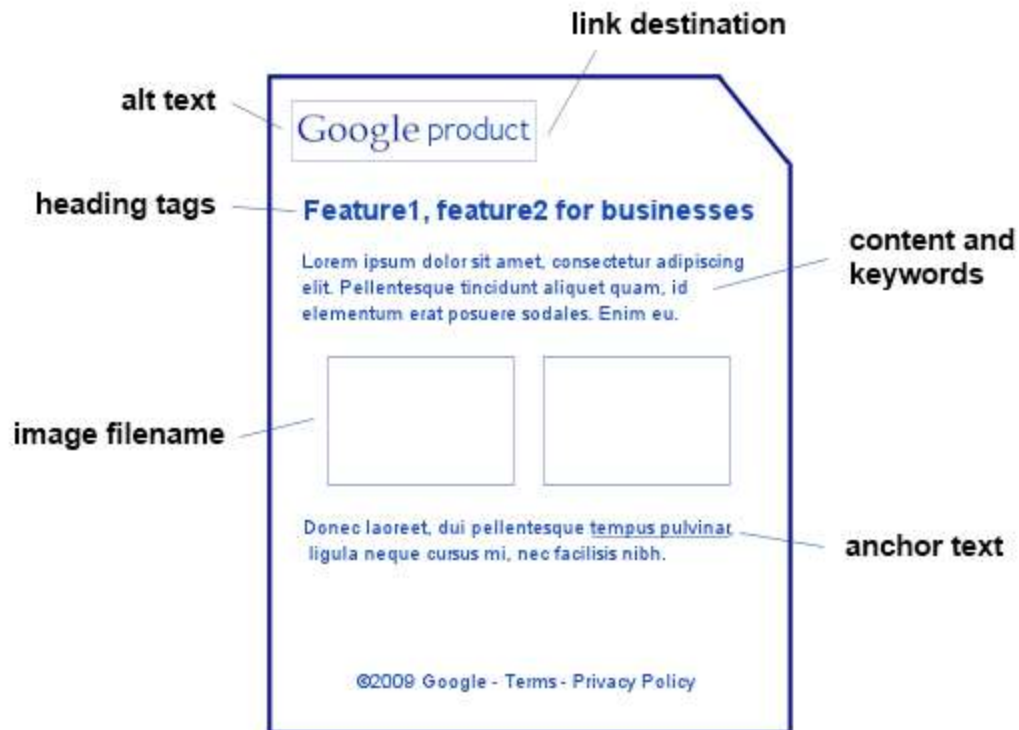 link destination
alt text
Google product
heading tags
Feature1, feature2 for businesses
content and
keywords
Lorem ipsum dolor sit amet, consectetur adipiscing
elit. Pellentesque tincidunt aliquet quam, id
elementum erat posuere sodales. Enim eu.
image filename
Donec laoreet, dui pellentesque tempus pulvinar
ligula neque cursus mi, nec facilisis nibh.
anchor text
©2009 Google - Terms - Privacy Policy